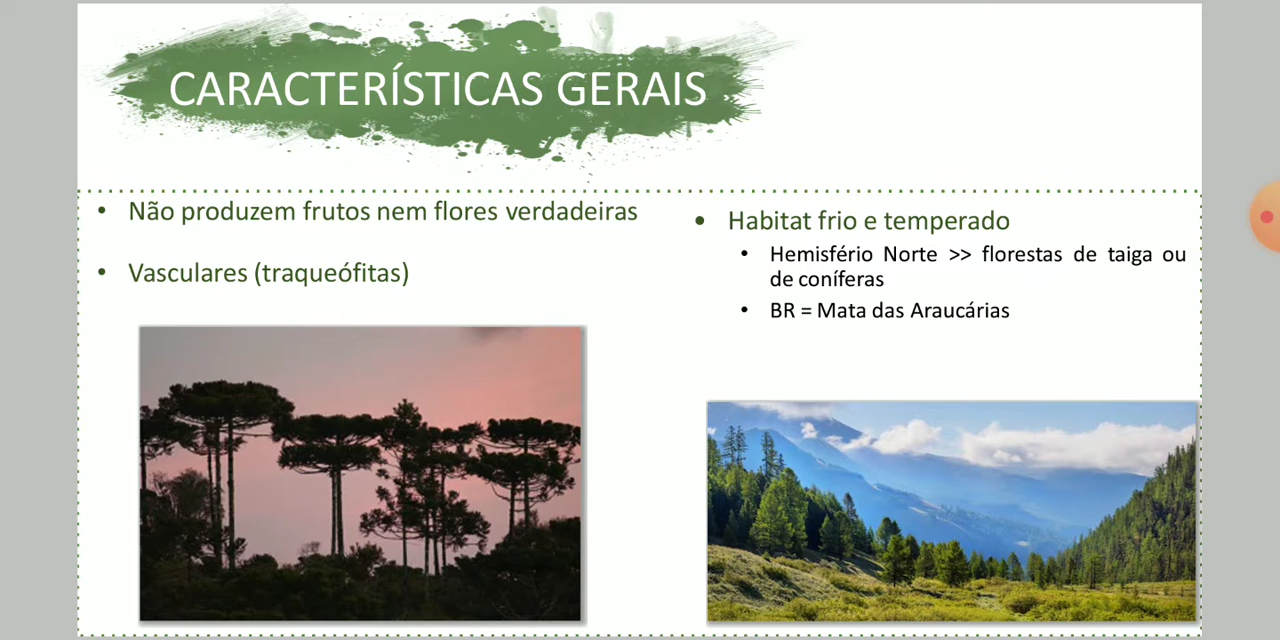 CARACTERÍSTICAS GERAIS
• Não produzem frutos nem flores verdadeiras
• Vasculares (traqueófitas)
• Habitat frio e temperado
• Hemisfério Norte >> florestas de taiga ou
de coníferas
• BR = Mata das Araucárias